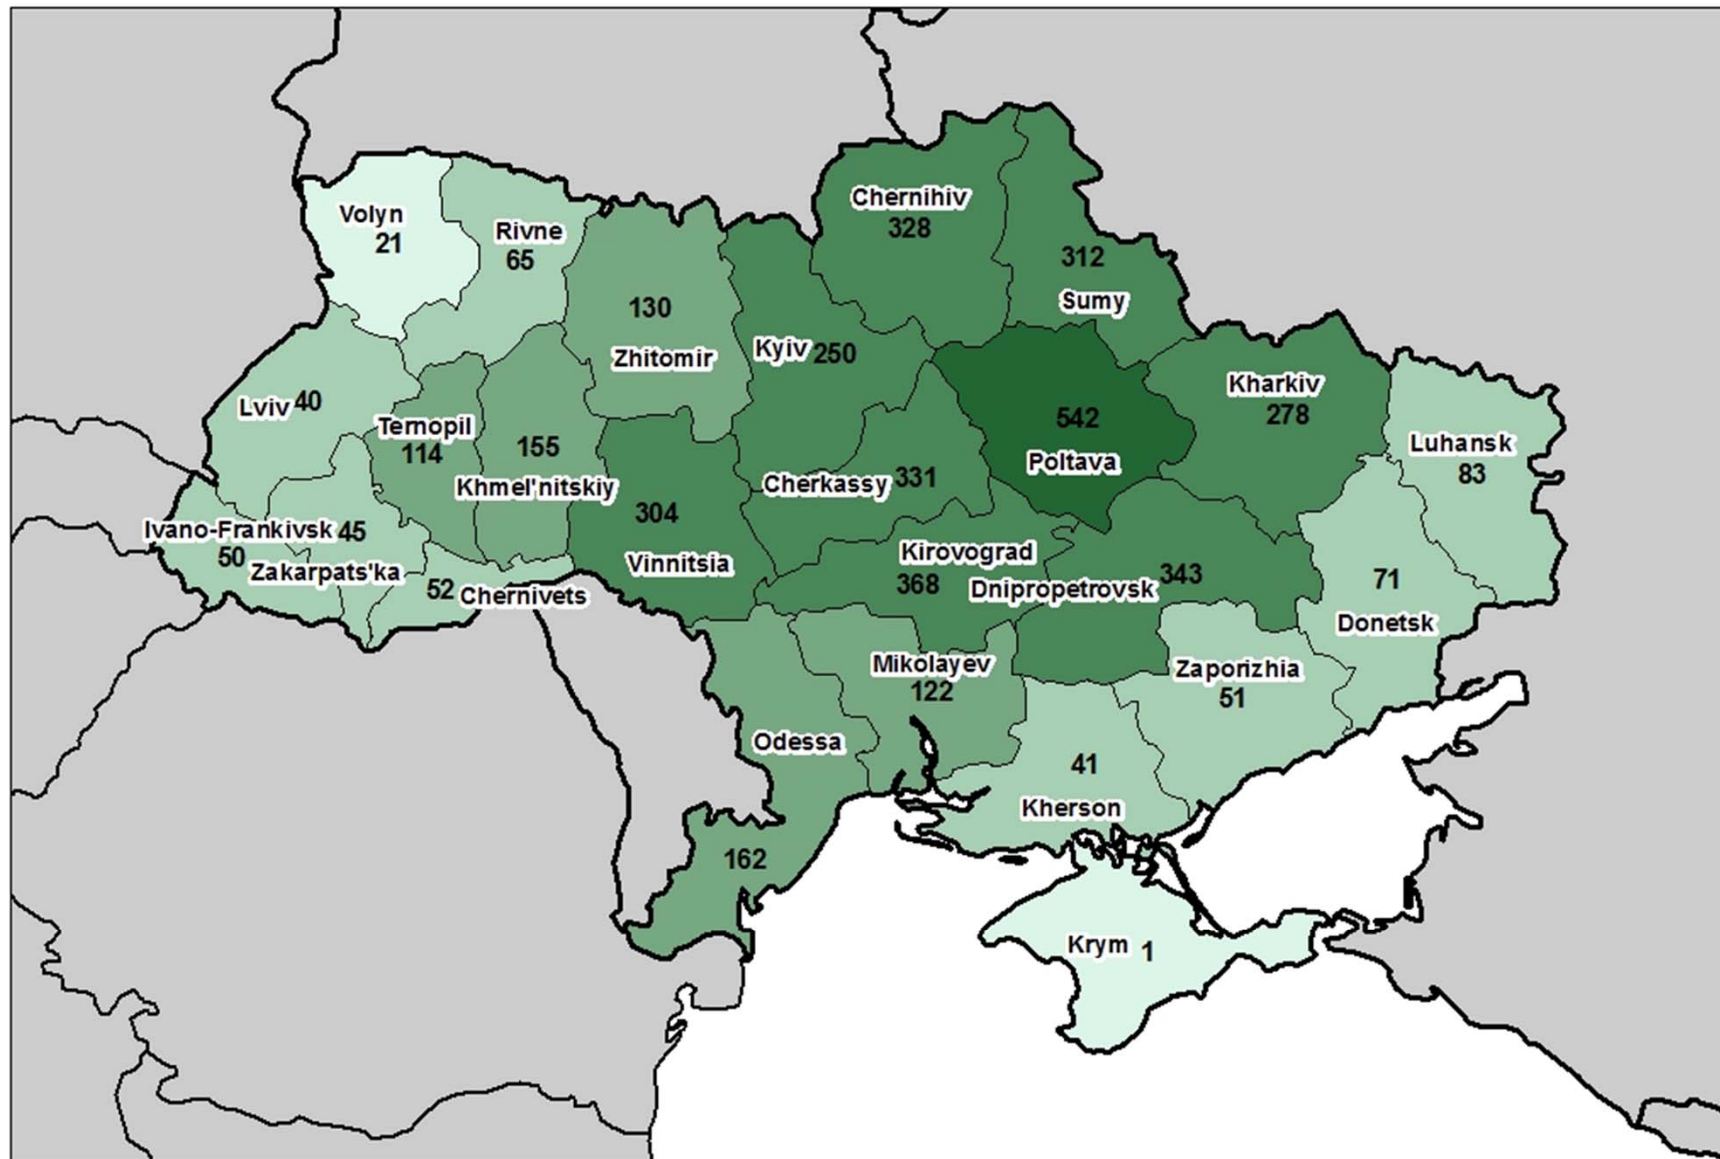 Chernihiv
328
Volyn
21
Rivne
65
312
Sumy
130
Zhitomir
Kyiv 250
Kharkiv
278
Lviv 40
Ternopil
114
155
Khmel'nitskiy
542
Poltava
Luhansk
83
Cherkassy 331
304
Vinnitsia
Ivano-Frankivsk
50
45
Zakarpats'ka
52 Chernivets
Kirovograd
368
Dnipropetrovsk 343
71
Donetsk
Mikolayev
122
Zaporizhia
51
Odessa
162
41
Kherson
Krym 1